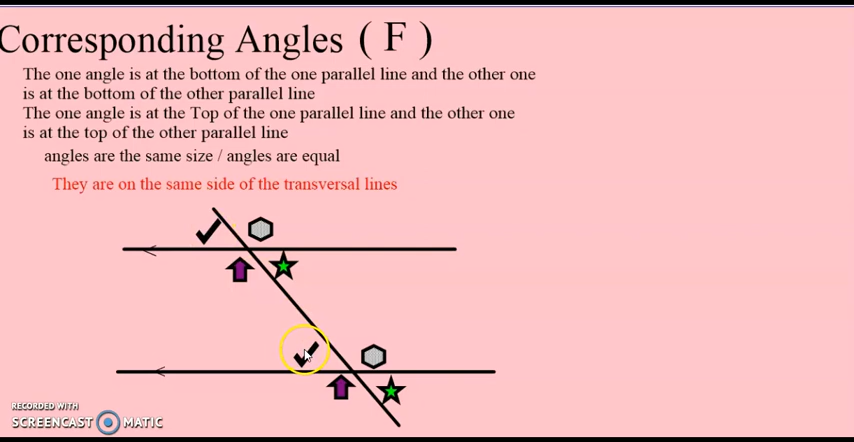 Corresponding Angles ( F )
The one angle is at the bottom of the one parallel line and the other one
is at the bottom of the other parallel line
The one angle is at the Top of the one parallel line and the other one
is at the top of the other parallel line
angles are the same size / angles are equal
They are on the same side of the transversal lines
RECORDED WITH
SCREENCAST MATIC